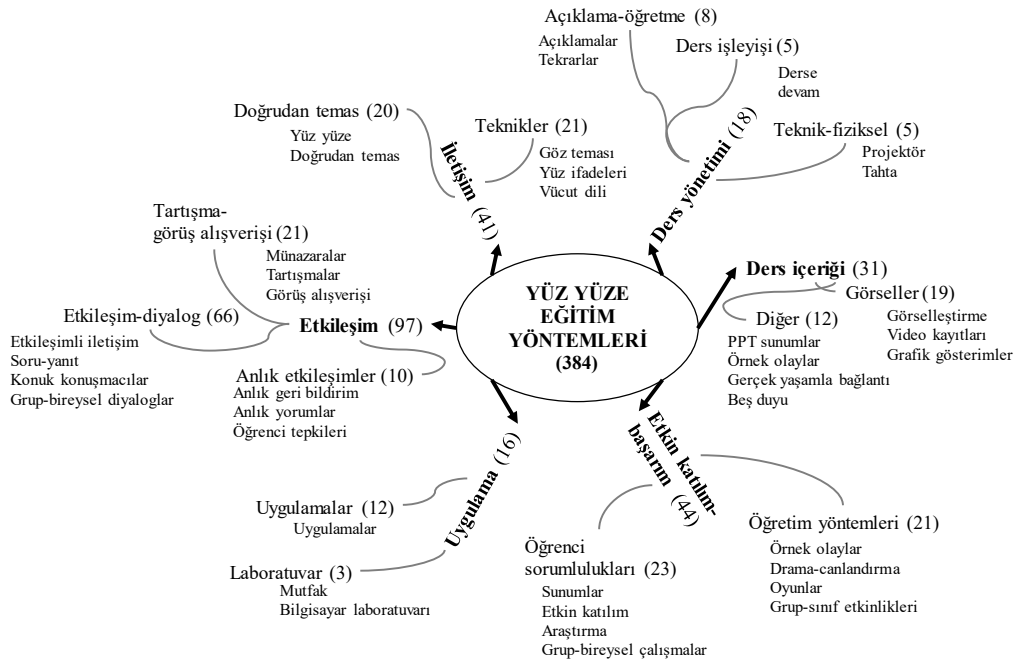 Açıklama-öğretme (8)
Açıklamalar
Tekrarlar
Ders işleyişi (5)
Derse
devam
Teknik-fiziksel (5)
Projektör
Tahta
Ders yönetimi (18)
Doğrudan temas (20)
Yüz yüze
Doğrudan temas
Teknikler (21)
Göz teması
Yüz ifadeleri
Vücut dili
İletişim (41)
Tartışma-
görüş alışverişi (21)
Münazaralar
Tartışmalar
Görüş alışverişi
Etkileşim-diyalog (66)
Etkileşimli iletişim
Soru-yanıt
Konuk konuşmacılar
Grup-bireysel diyaloglar
Etkileşim (97)
Anlık etkileşimler (10)
Anlık geri bildirim
Anlık yorumlar
Öğrenci tepkileri
YÜZ YÜZE
EĞİTİM
YÖNTEMLERİ
(384)
Ders içeriği (31)
Görseller (19)
Görselleştirme
Video kayıtları
Grafik gösterimler
Diğer (12)
PPT sunumlar
Örnek olaylar
Gerçek yaşamla bağlantı
Beş duyu
Uygulama (16)
Uygulamalar (12)
Uygulamalar
Laboratuvar (3)
Mutfak
Bilgisayar laboratuvarı
Etkin katılım-
başarım (44)
Öğrenci
sorumlulukları (23)
Sunumlar
Etkin katılım
Araştırma
Grup-bireysel çalışmalar
Öğretim yöntemleri (21)
Örnek olaylar
Drama-canlandırma
Oyunlar
Grup-sınıf etkinlikleri